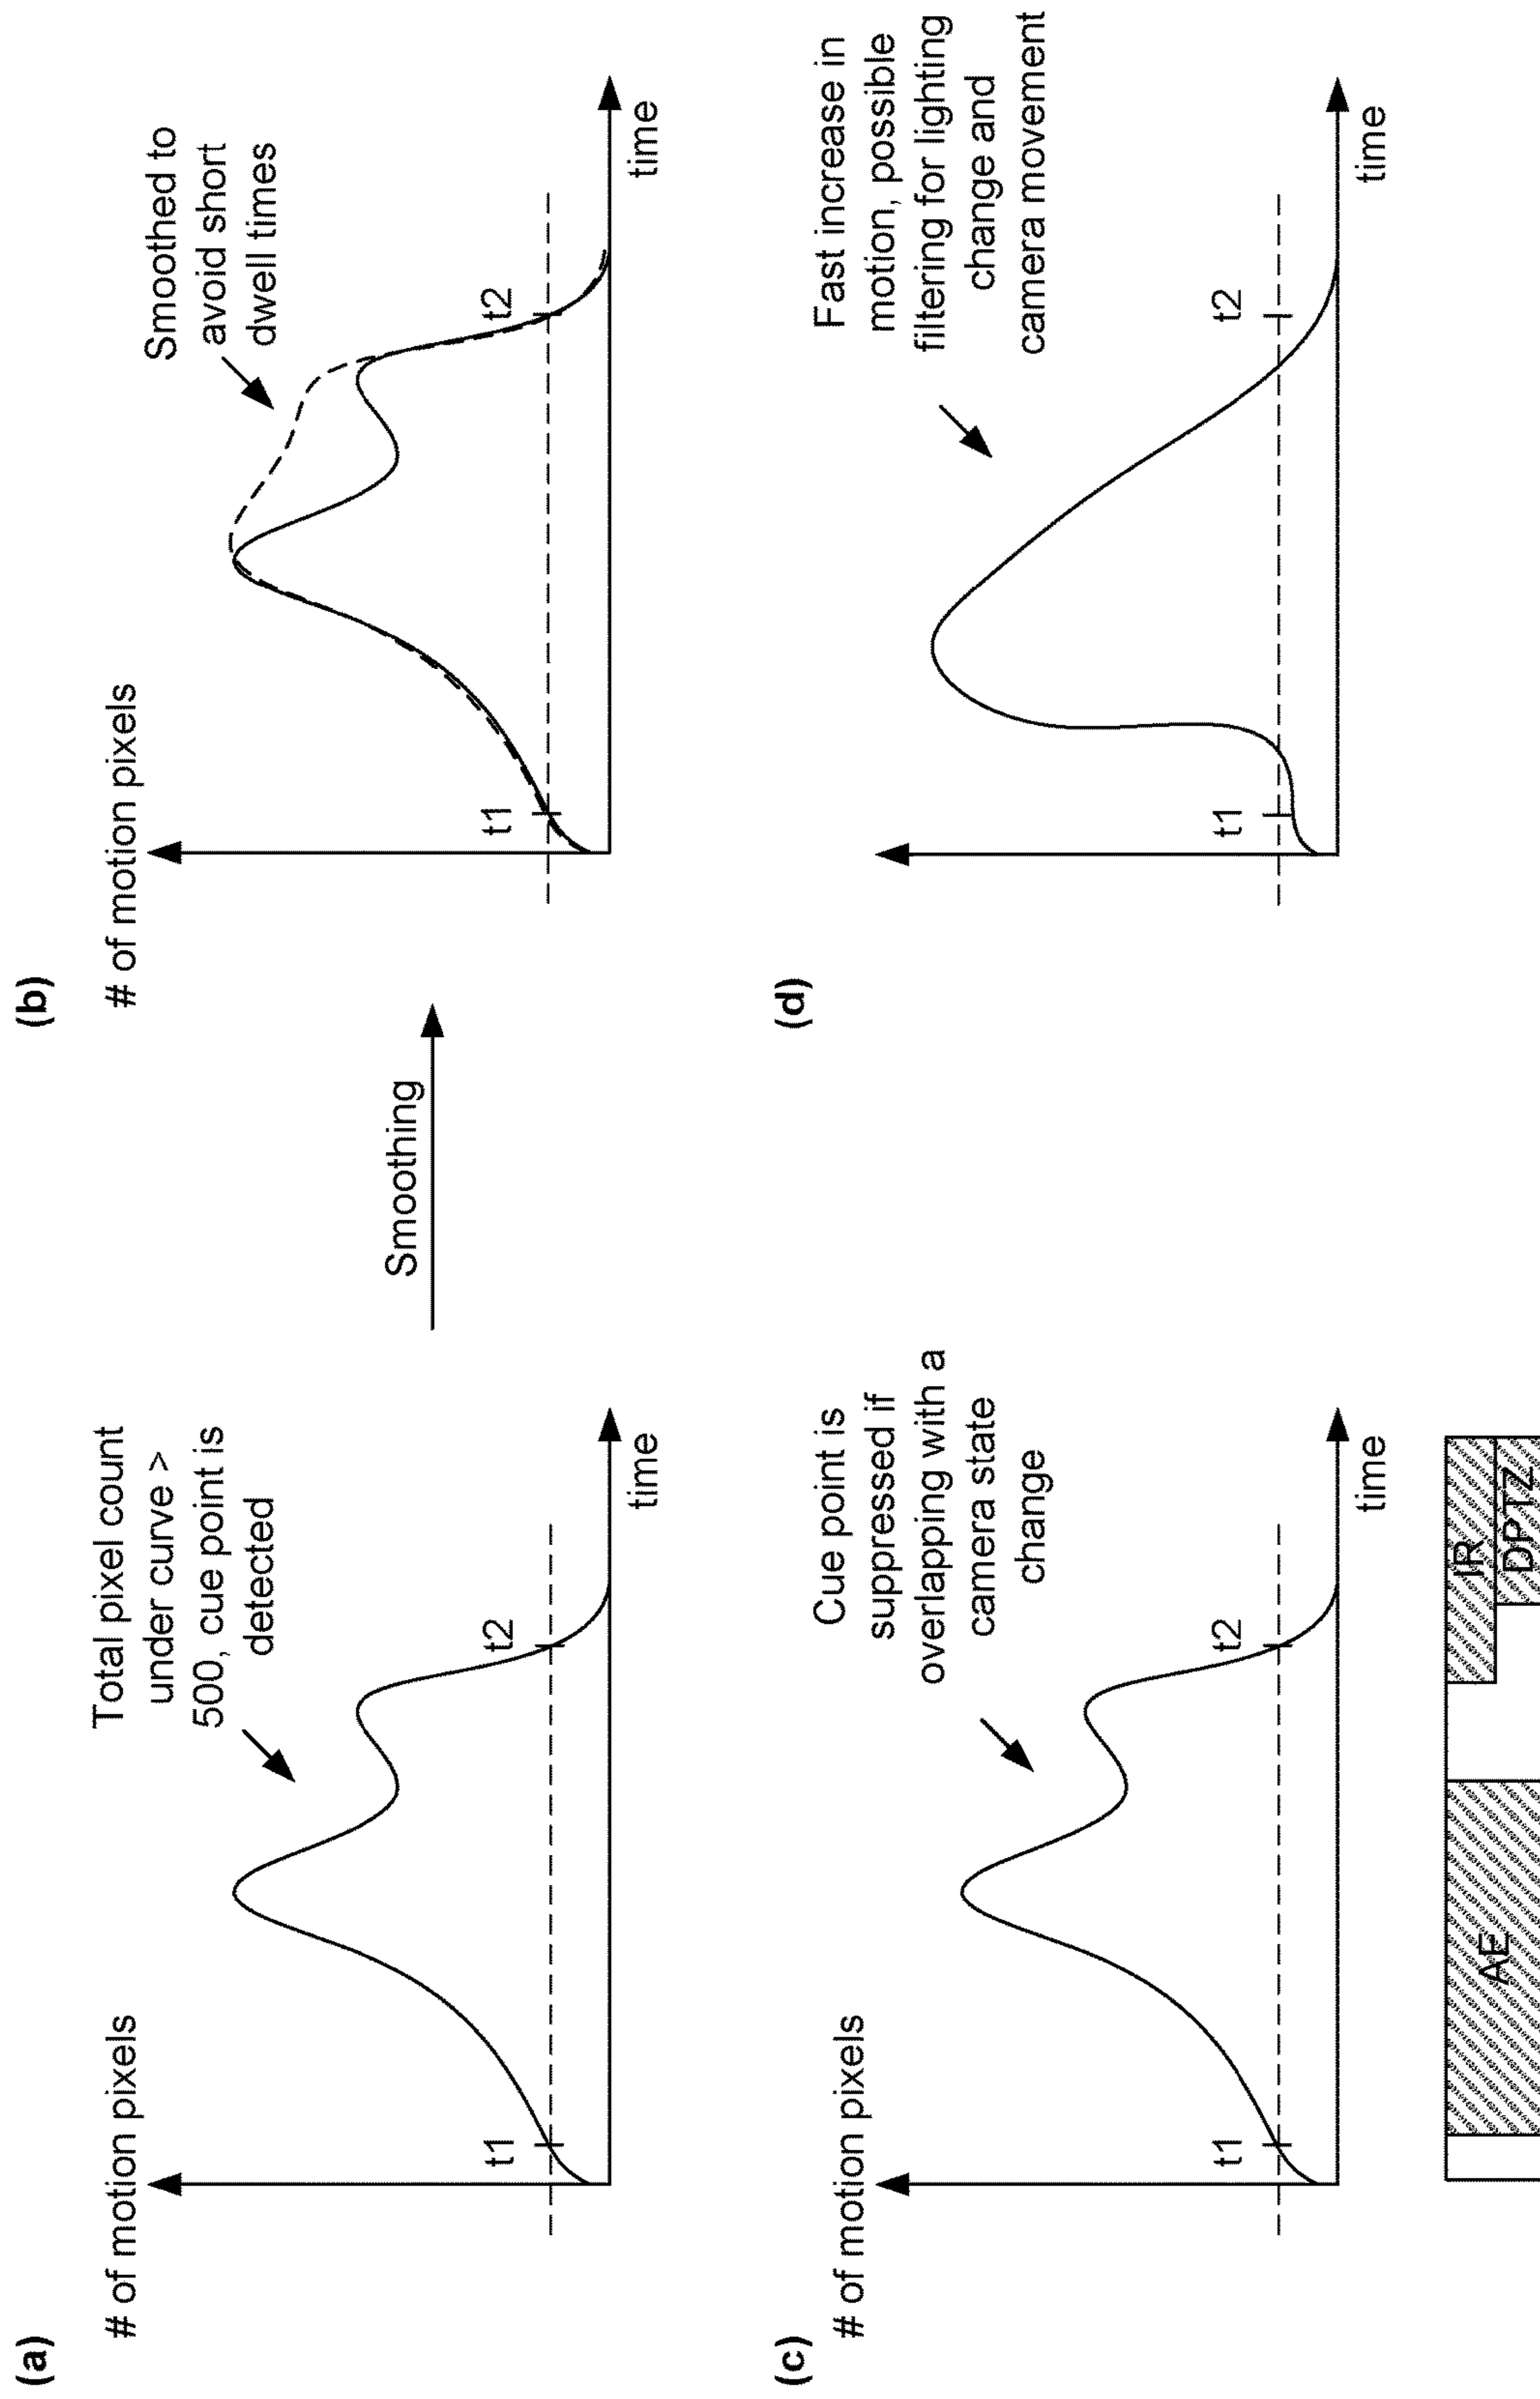 (a)
# of motion pixels
Total pixel count
under curve >
500, cue point is
detected
t1
t2
time
Smoothing
(b)
# of motion pixels
Smoothed to
avoid short
dwell times
t1
t2
time
(c)
# of motion pixels
Cue point is
suppressed if
overlapping with a
camera state
change
t1
t2
time
AE
IR
DPTZ
(d)
Fast increase in
motion, possible
filtering for lighting
change and
camera movement
t1
t2
time